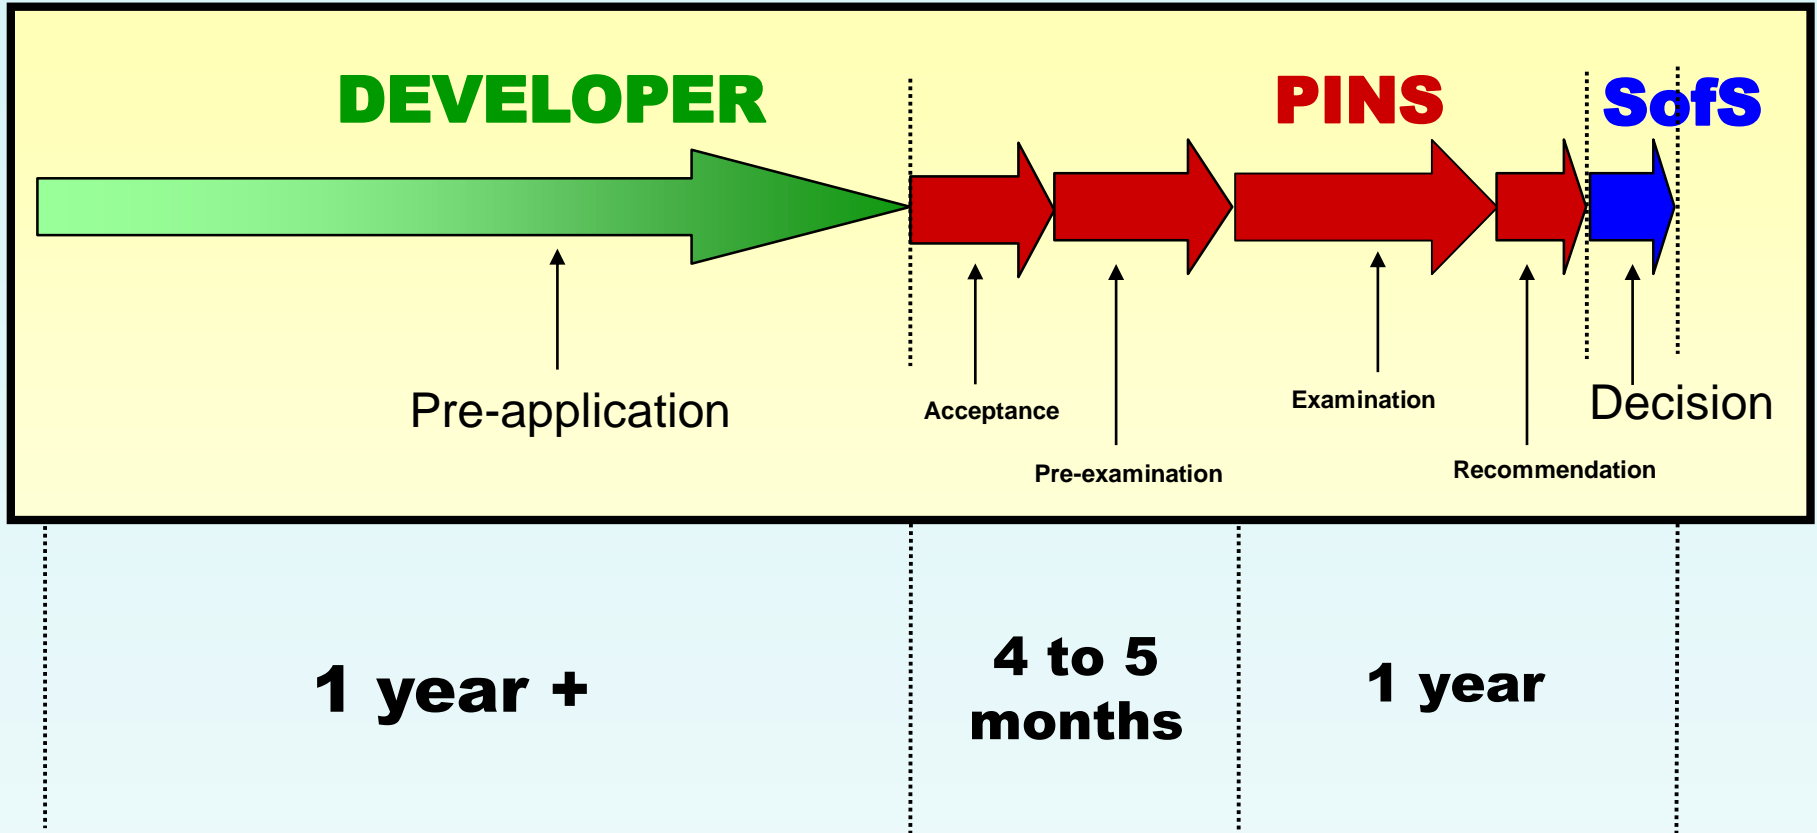 DEVELOPER
PINS
SofS
Pre-application
Acceptance
Pre-examination
Examination
Recommendation
Decision
1 year +
4 to 5
months
1 year